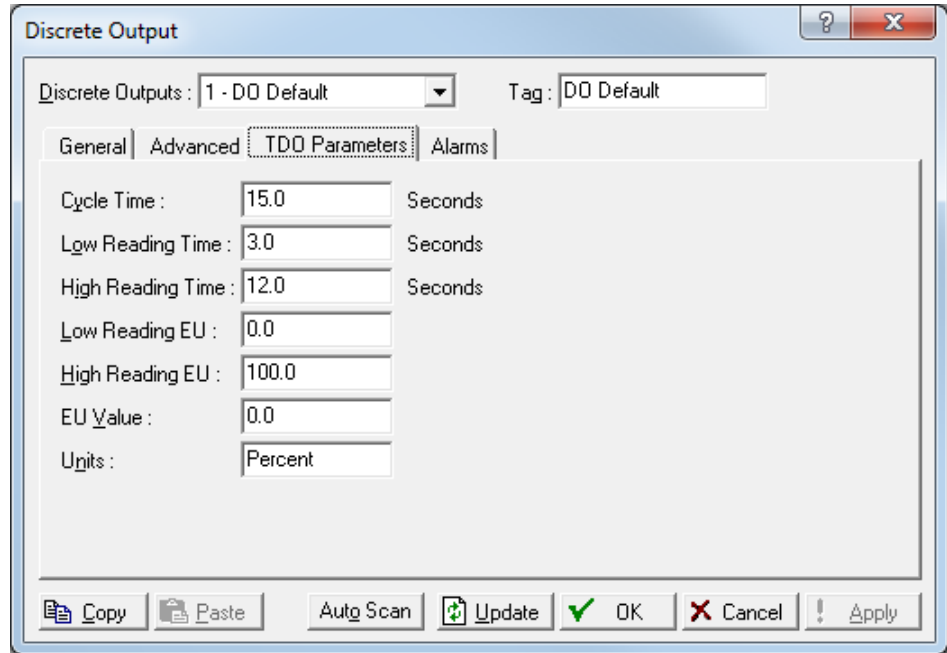 Discrete Output
Discrete Outputs : 1 - DO Default Tag : DO Default
General Advanced TDO Parameters Alarms
Cycle Time : 15.0 Seconds
Low Reading Time : 3.0 Seconds
High Reading Time : 12.0 Seconds
Low Reading EU : 0.0
High Reading EU : 100.0
EU Value : 0.0
Units : Percent
Copy Paste Auto Scan Update OK Cancel ! Apply